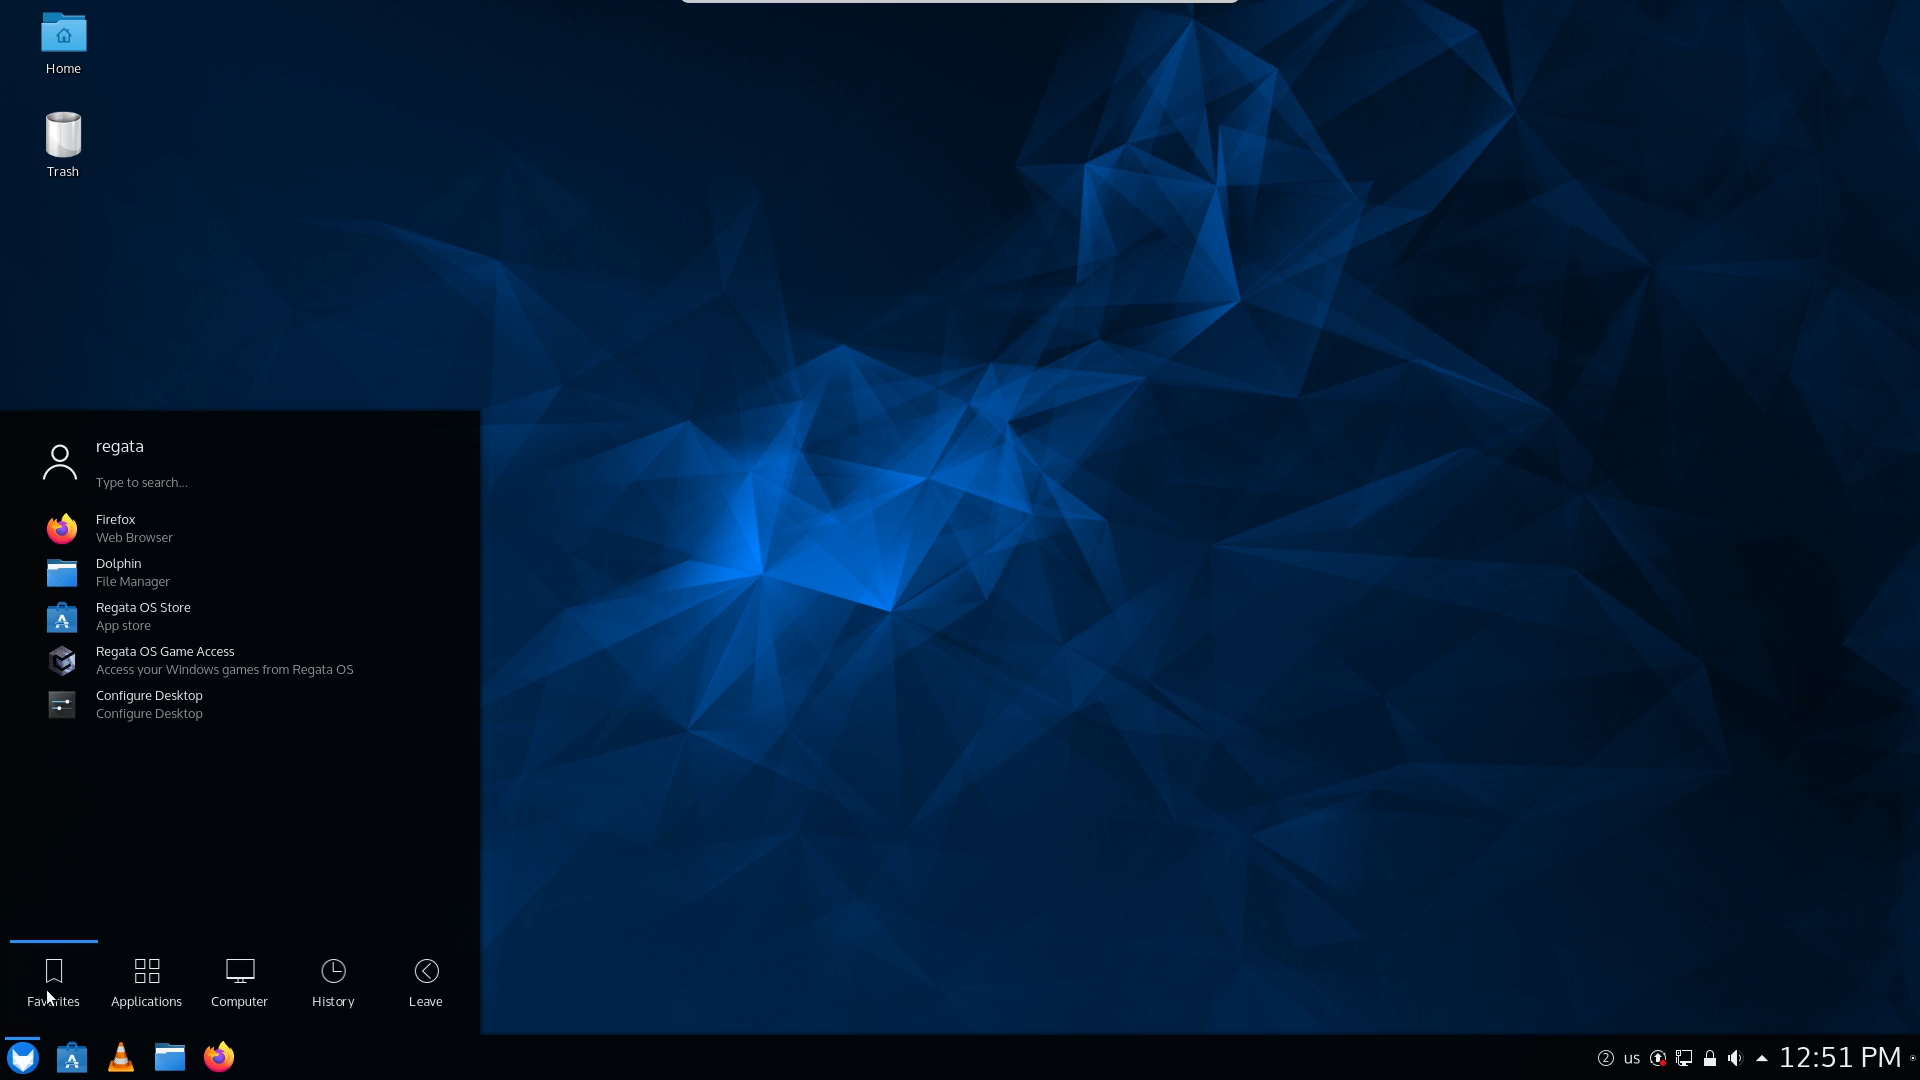 Home
Trash
regata
Type to search...
Firefox
Web Browser
Dolphin
File Manager
Regata OS Store
App store
Regata OS Game Access
Access your Windows games from Regata OS
Configure Desktop
Configure Desktop
Favorites
Applications
Computer
History
Leave
2
us
12:51 PM